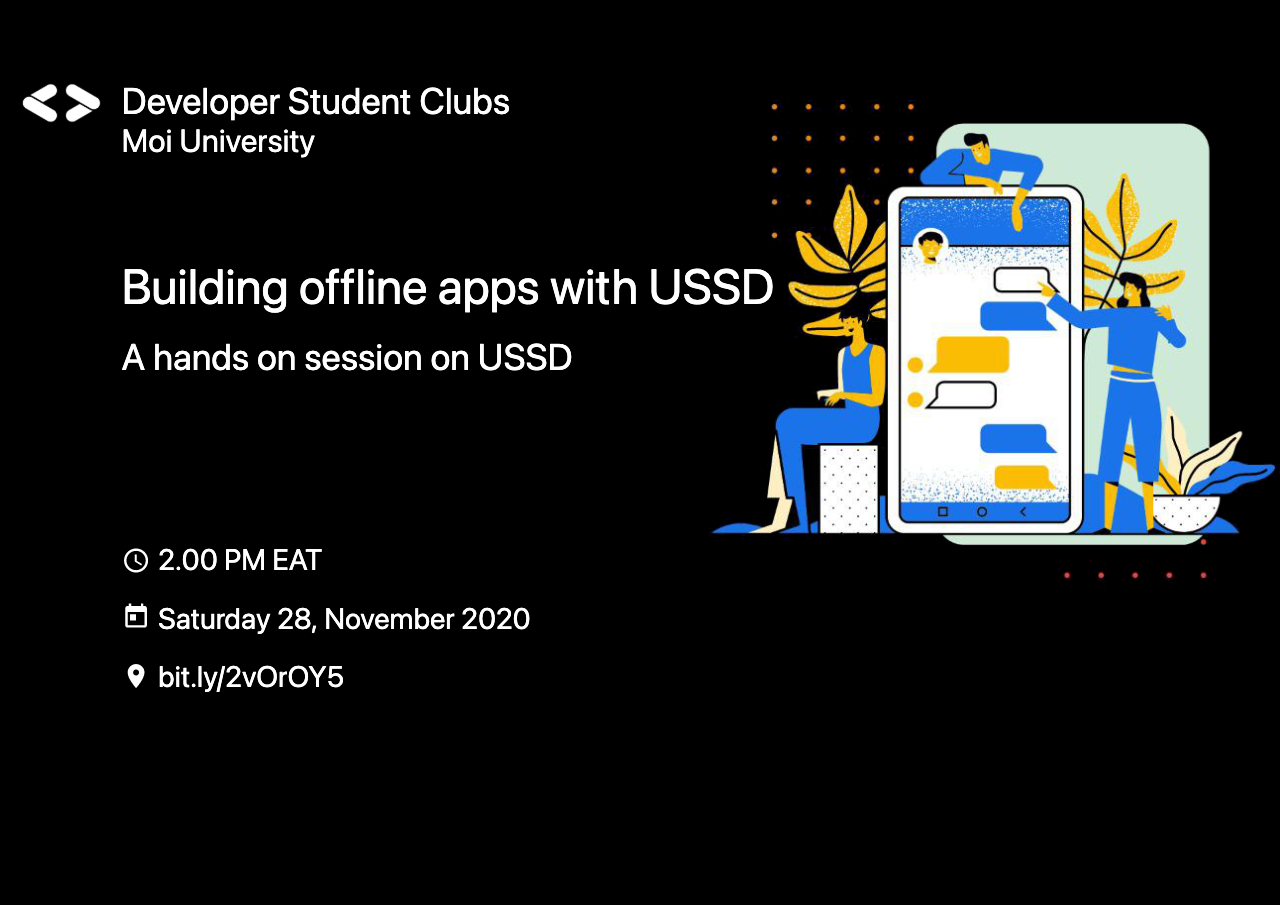 Developer Student Clubs
Moi University
Building offline apps with USSD
A hands on session on USSD
2.00 PM EAT
Saturday 28, November 2020
bit.ly/2vOrOY5